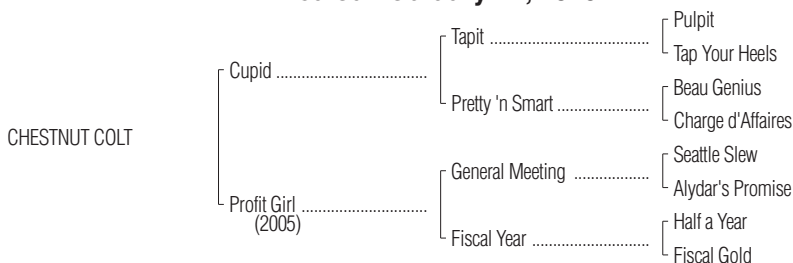 Tapit ........................................ Pulpit
Tap Your Heels
Cupid ......................................
Pretty 'n Smart ....................... Beau Genius
Charge d'Affaires
CHESTNUT COLT
General Meeting .................. Seattle Slew
Alydar's Promise
Profit Girl ................................
(2005)
Fiscal Year ............................. Half a Year
Fiscal Gold